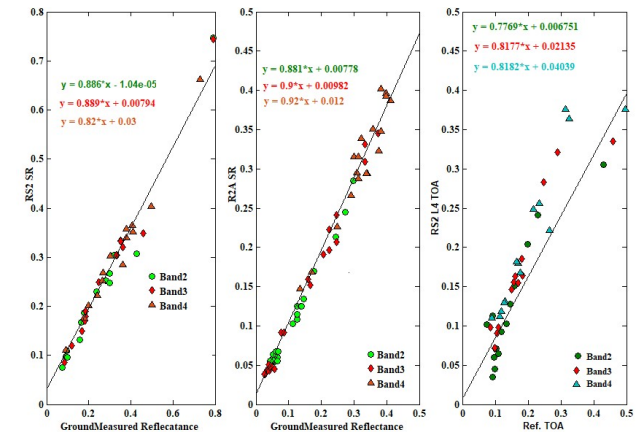 0.8
0.7
0.6
0.5
0.4
0.3
0.2
0.1
0
0
0.2
0.4
0.6
0.8
RS2 SR
GroundMeasured Reflecatance
y = 0.886*x - 1.04e-05
y = 0.889*x + 0.00794
y = 0.82*x + 0.03
Band2
Band3
Band4
0.5
0.45
0.4
0.35
0.3
0.25
0.2
0.15
0.1
0.05
0
0
0.1
0.2
0.3
0.4
0.5
R2A SR
GroundMeasured Reflectance
y = 0.881*x + 0.00778
y = 0.9*x + 0.00982
y = 0.92*x + 0.012
Band2
Band3
Band4
0.5
0.45
0.4
0.35
0.3
0.25
0.2
0.15
0.1
0.05
0
0
0.1
0.2
0.3
0.4
0.5
RS2 L4 TOA
Ref. TOA
y = 0.7769*x + 0.006751
y = 0.8177*x + 0.02135
y = 0.8182*x + 0.04039
Band2
Band3
Band4